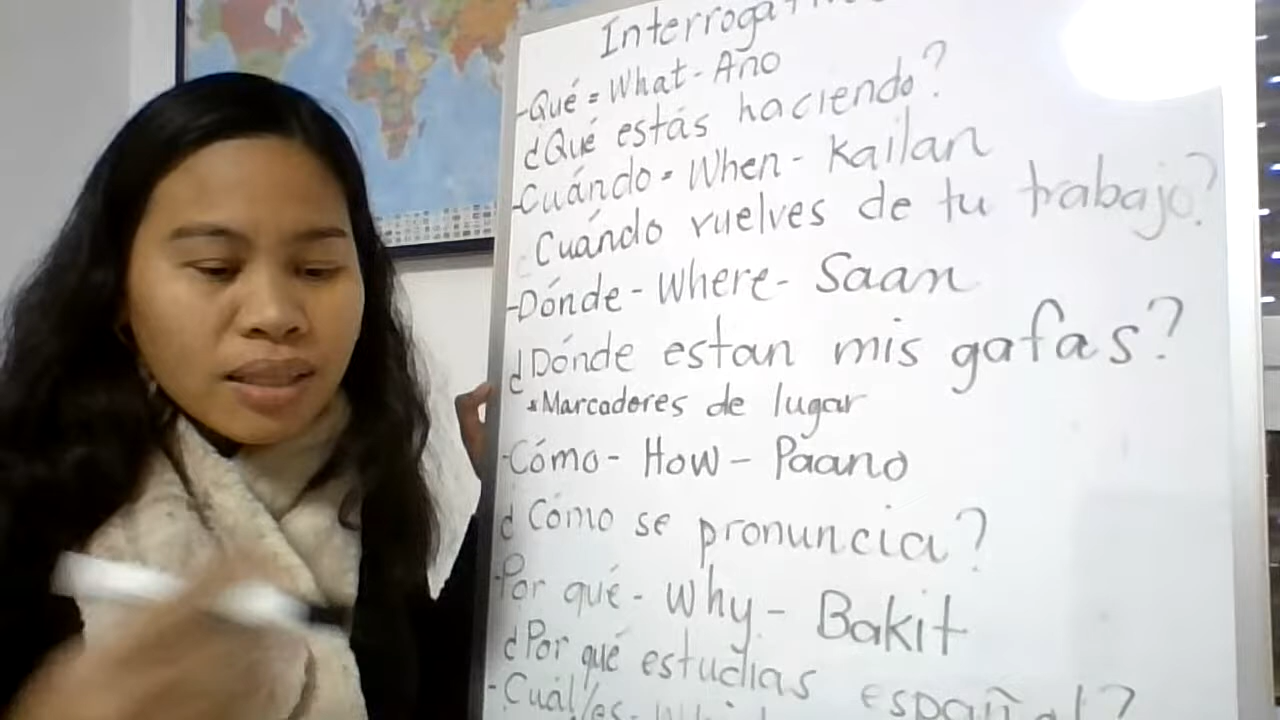 Interrogati
-Qué = What - Año
¿Qué estás haciendo?
-Cuándo = When - Kailan
¿Cuándo vuelves de tu trabajo?
-Dónde - Where - Saan
¿Dónde estan mis gafas?
*Marcadores de lugar
-Cómo - How - Paano
¿Cómo se pronuncia?
-Por qué - Why - Bakit
¿Por qué estudias español?
-Cuál/es -